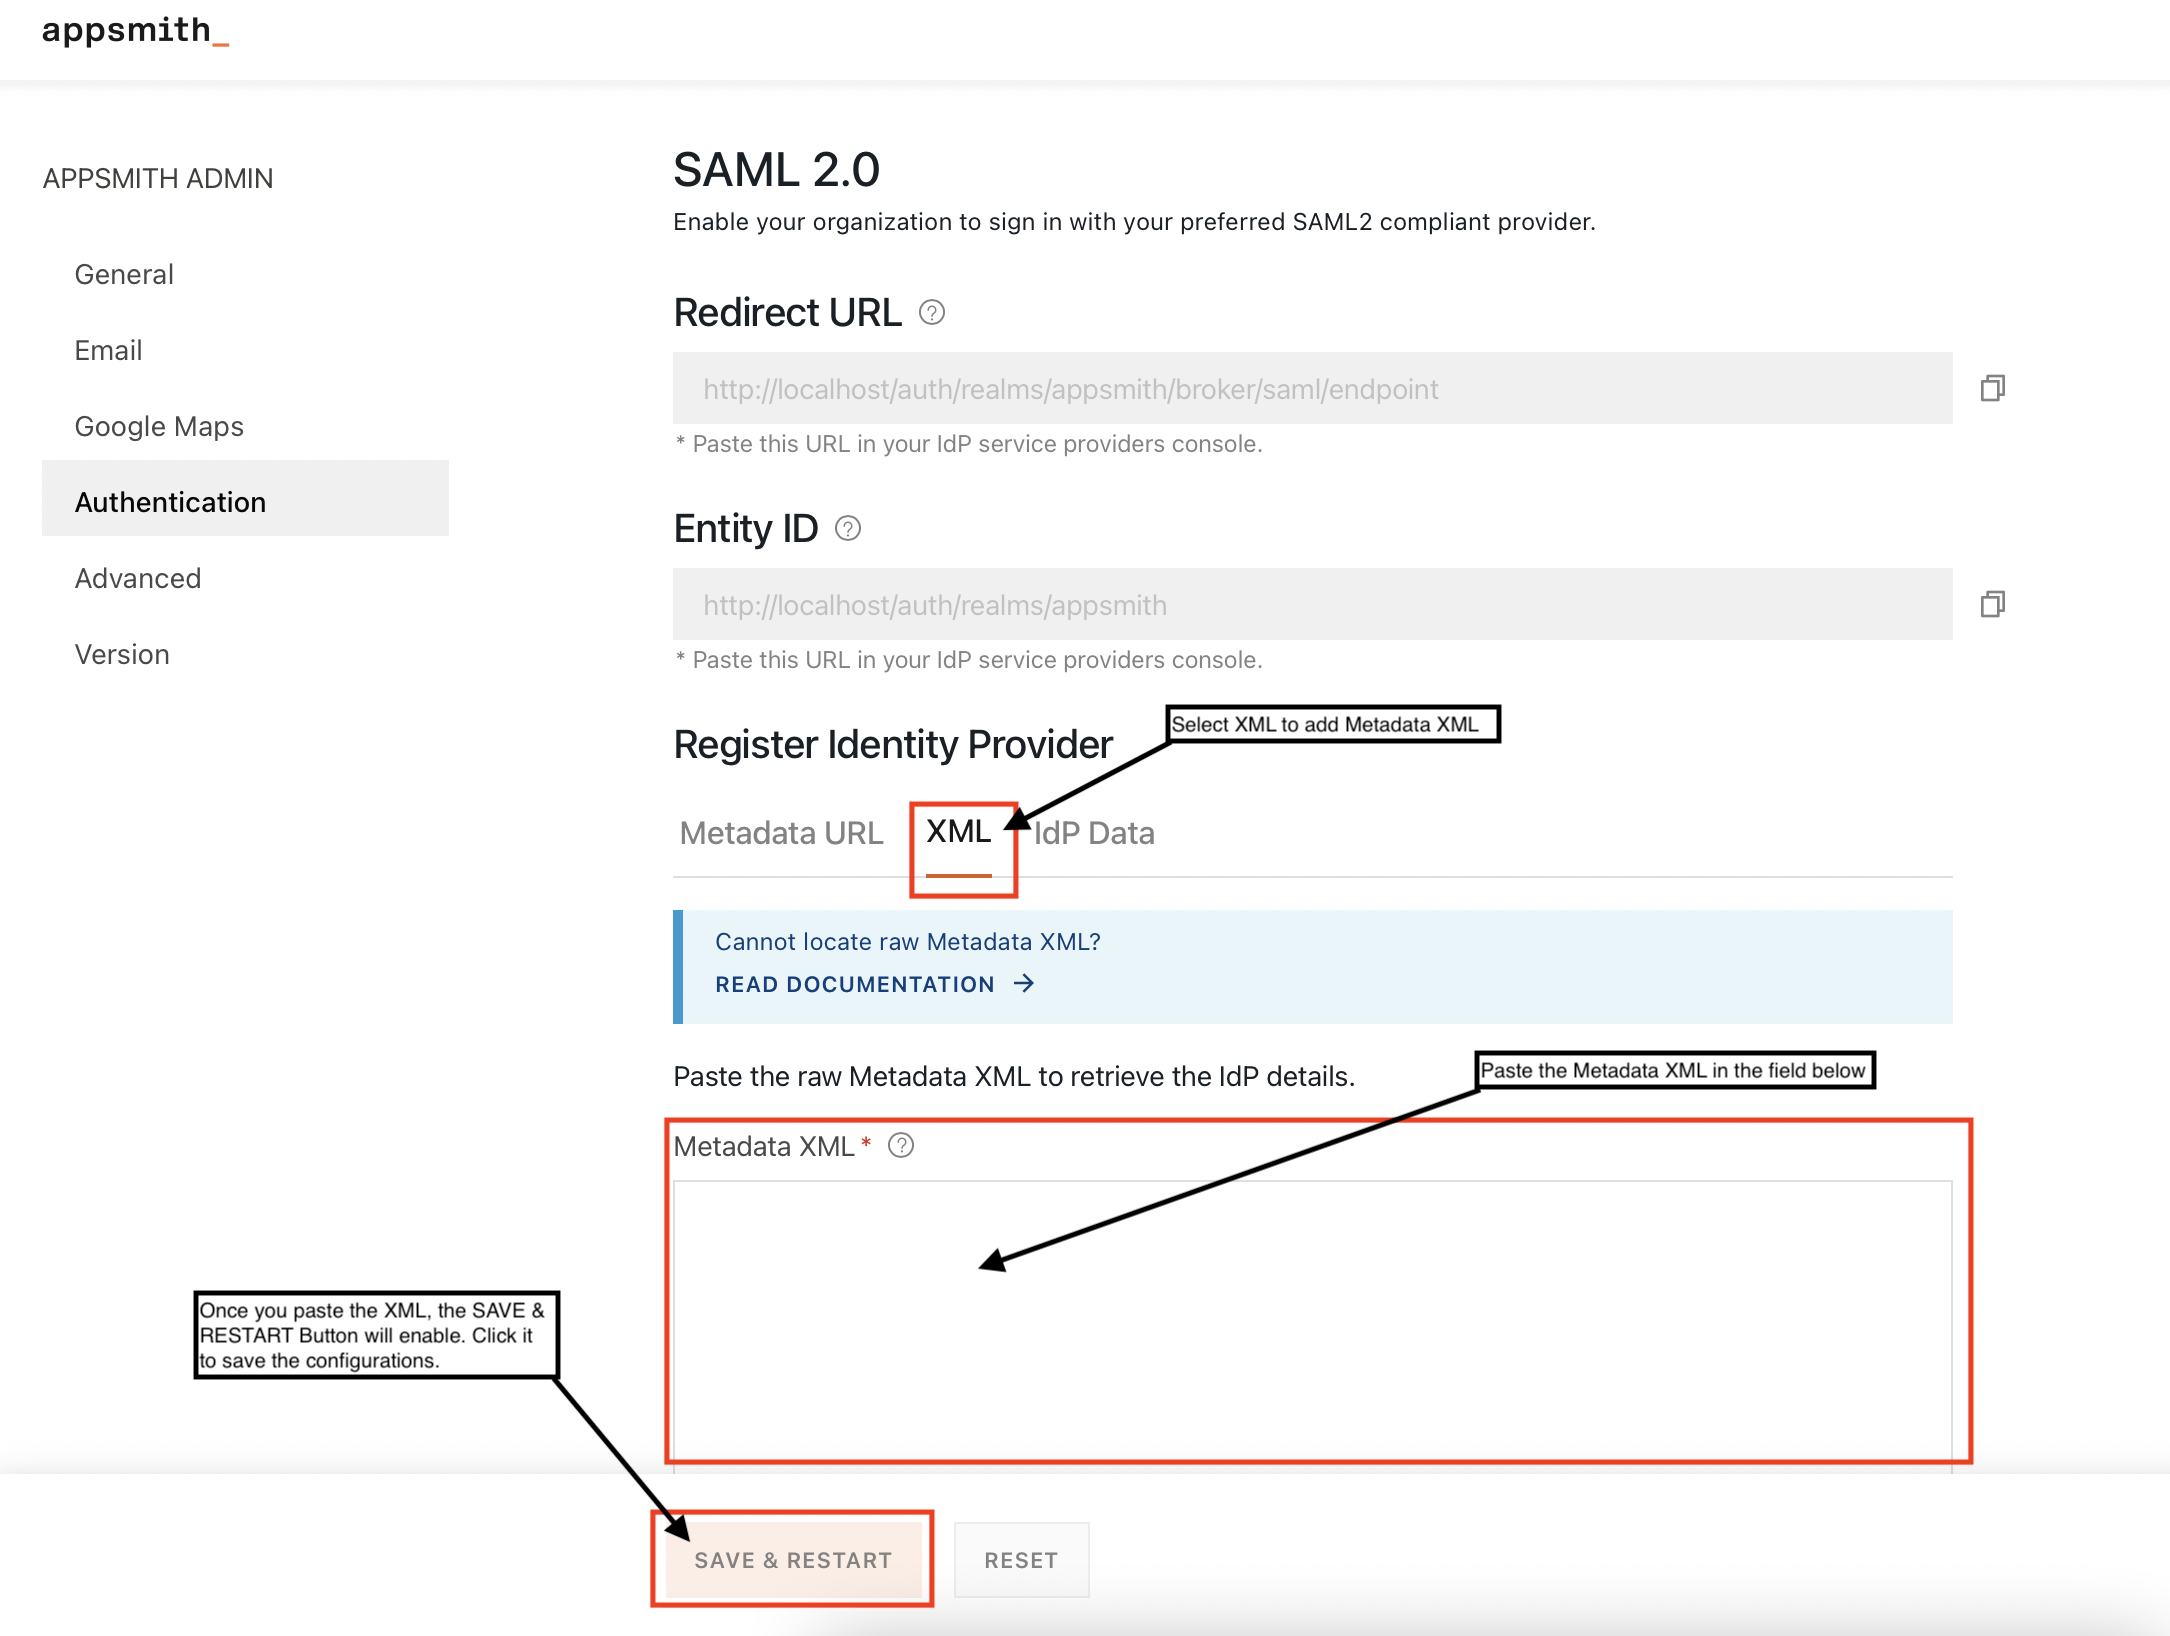 appsmith_
APPSMITH ADMIN
General
Email
Google Maps
Authentication
Advanced
Version
SAML 2.0
Enable your organization to sign in with your preferred SAML2 compliant provider.
Redirect URL ?
http://localhost/auth/realms/appsmith/broker/saml/endpoint
* Paste this URL in your IdP service providers console.
Entity ID ?
http://localhost/auth/realms/appsmith
* Paste this URL in your IdP service providers console.
Select XML to add Metadata XML
Register Identity Provider
Metadata URL XML IdP Data
Cannot locate raw Metadata XML?
READ DOCUMENTATION →
Paste the Metadata XML in the field below
Paste the raw Metadata XML to retrieve the IdP details.
Metadata XML * ?
Once you paste the XML, the SAVE &
RESTART Button will enable. Click it
to save the configurations.
SAVE & RESTART RESET